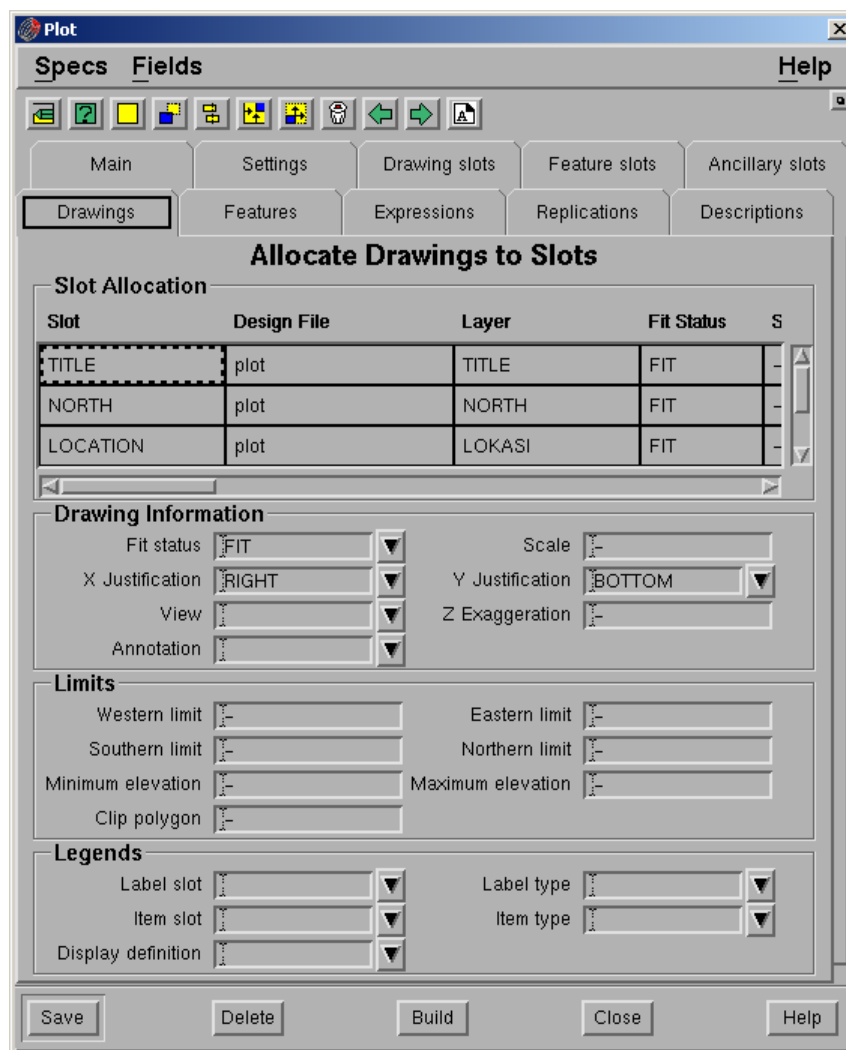 Plot
Specs Fields Help
Main Settings Drawing slots Feature slots Ancillary slots
Drawings Features Expressions Replications Descriptions
Allocate Drawings to Slots
Slot Allocation
Slot Design File Layer Fit Status S
TITLE plot TITLE FIT -
NORTH plot NORTH FIT -
LOCATION plot LOKASI FIT -
Drawing Information
Fit status FIT Scale -
X Justification RIGHT Y Justification BOTTOM
View Z Exaggeration -
Annotation
Limits
Western limit - Eastern limit -
Southern limit - Northern limit -
Minimum elevation - Maximum elevation -
Clip polygon -
Legends
Label slot Label type
Item slot Item type
Display definition
Save Delete Build Close Help